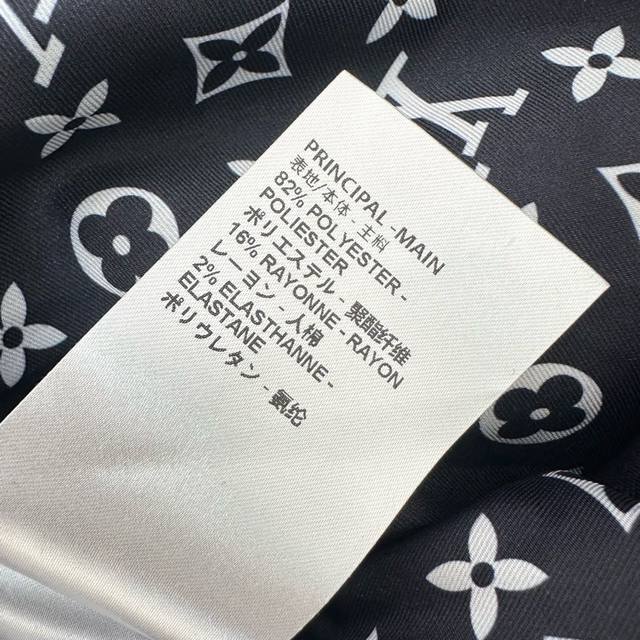 PRINCIPAL -MAIN
表地/本体 - 主料
82% POLYESTER -
POLIESTER
ポリエステル - 聚酯纤维
16% RAYONNE - RAYON
レーヨン - 人棉
2% ELASTHANNE -
ELASTANE
ポリウレタン - 氨纶